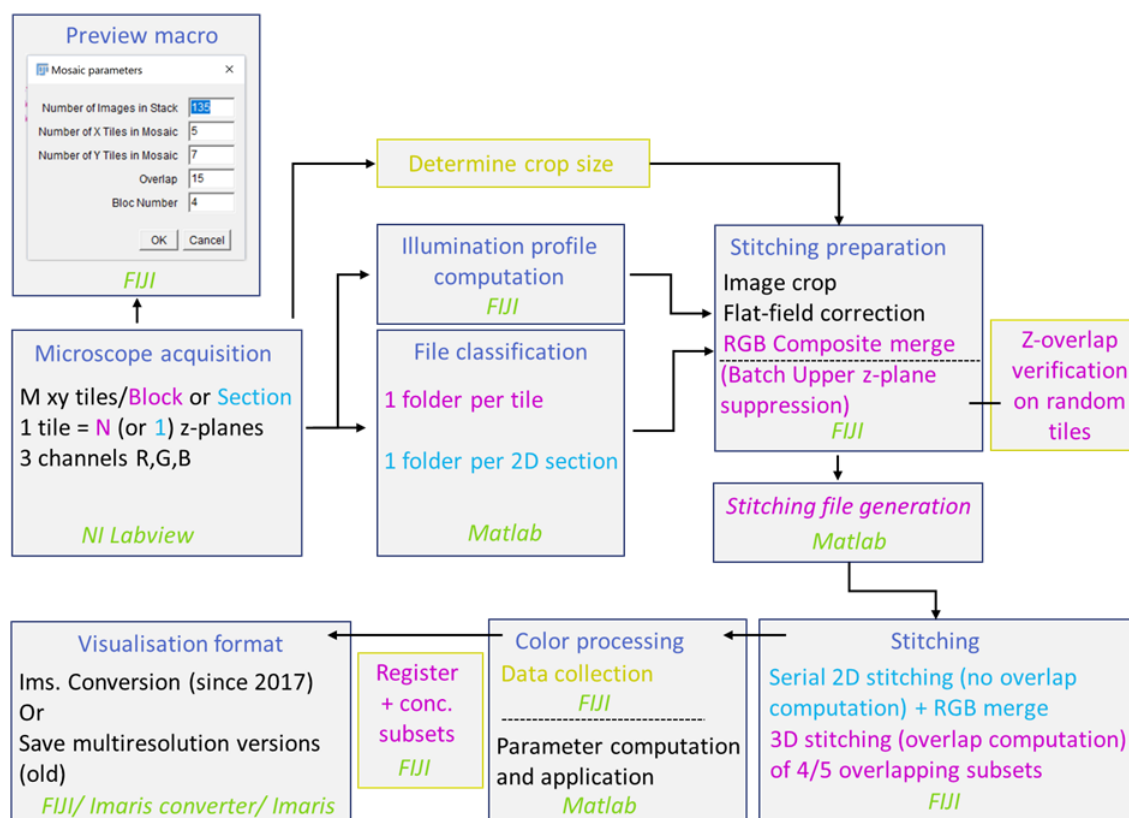 Preview macro
Mosaic parameters
×
Number of Images in Stack 135
Number of X Tiles in Mosaic 5
Number of Y Tiles in Mosaic 7
Overlap 15
Bloc Number 4
OK Cancel
FIJI
Determine crop size
Illumination profile
computation
FIJI
Stitching preparation
Image crop
Flat-field correction
RGB Composite merge
(Batch Upper z-plane
suppression)
FIJI
Z-overlap
verification
on random
tiles
Microscope acquisition
M xy tiles/Block or Section
1 tile = N (or 1) z-planes
3 channels R,G,B
NI Labview
File classification
1 folder per tile
1 folder per 2D section
Matlab
Stitching file generation
Matlab
Visualisation format
Ims. Conversion (since 2017)
Or
Save multiresolution versions
(old)
FIJI/ Imaris converter/ Imaris
Register
+ conc.
subsets
FIJI
Color processing
Data collection
FIJI
Parameter computation
and application
Matlab
Stitching
Serial 2D stitching (no overlap
computation) + RGB merge
3D stitching (overlap computation)
of 4/5 overlapping subsets
FIJI